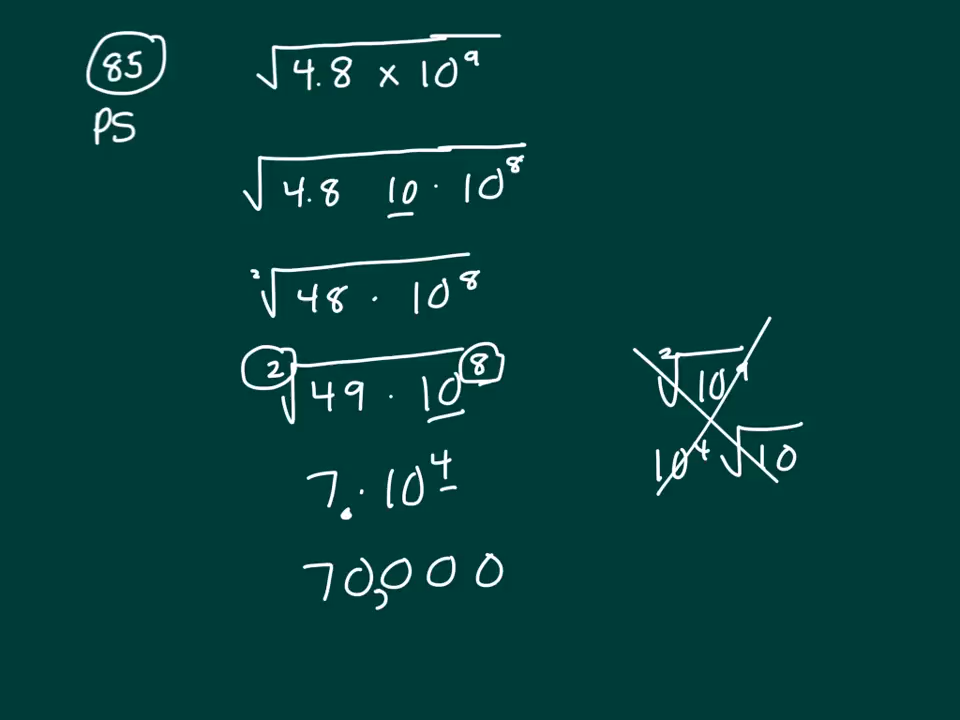 85
PS
√4.8 × 10⁹
√4.8 10 · 10⁸
²√48 · 10⁸
²√49 · 10⁸
7. · 10⁴
70,000
²√10⁹
10⁴ √10